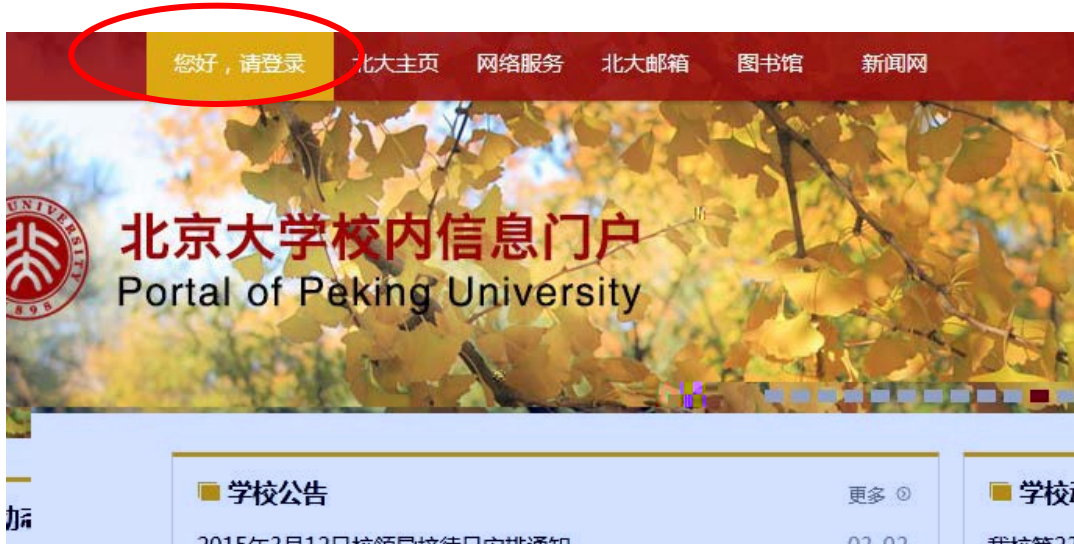 您好，请登录 北大主页 网络服务 北大邮箱 图书馆 新闻网
北京大学校内信息门户
Portal of Peking University
1898
学校公告 更多
学校